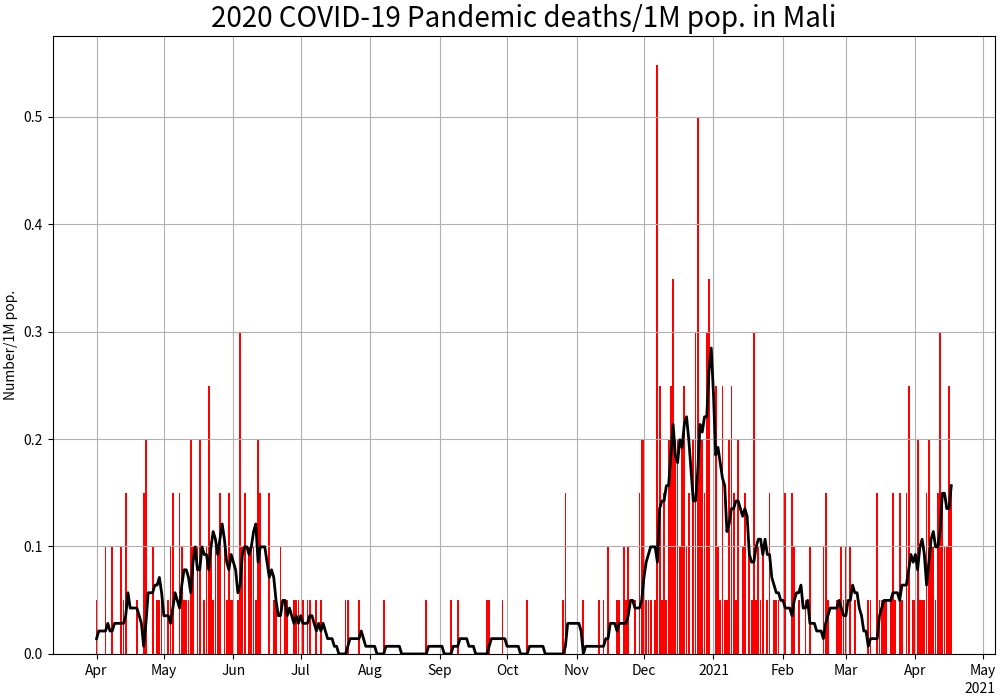 2020 COVID-19 Pandemic deaths/1M pop. in Mali
Number/1M pop.
0.5
0.4
0.3
0.2
0.1
0.0
Apr May Jun Jul Aug Sep Oct Nov Dec 2021 Feb Mar Apr May
2021